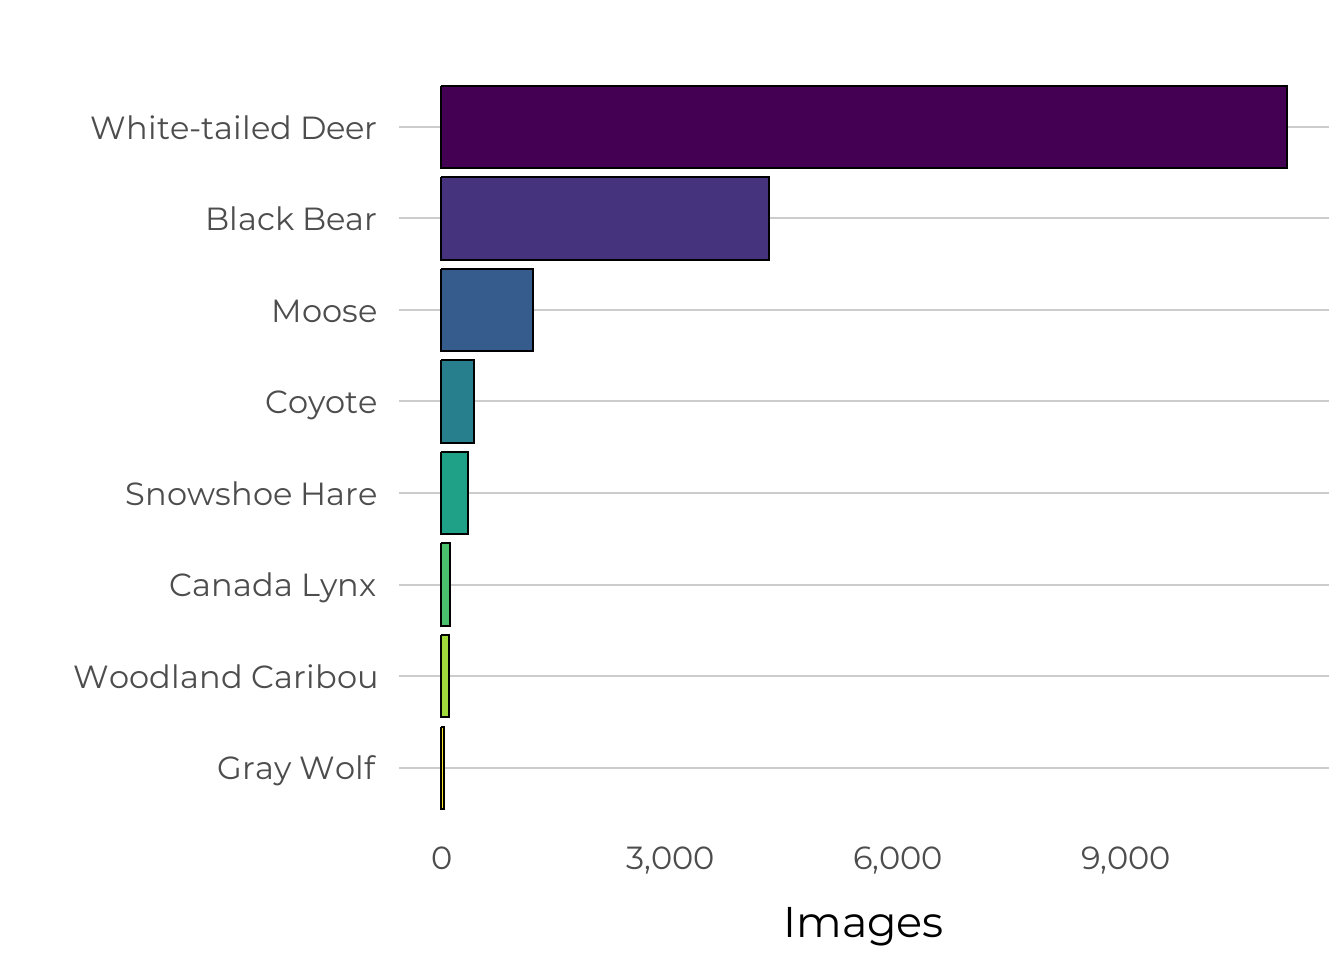 White-tailed Deer
Black Bear
Moose
Coyote
Snowshoe Hare
Canada Lynx
Woodland Caribou
Gray Wolf
0 3,000 6,000 9,000
Images